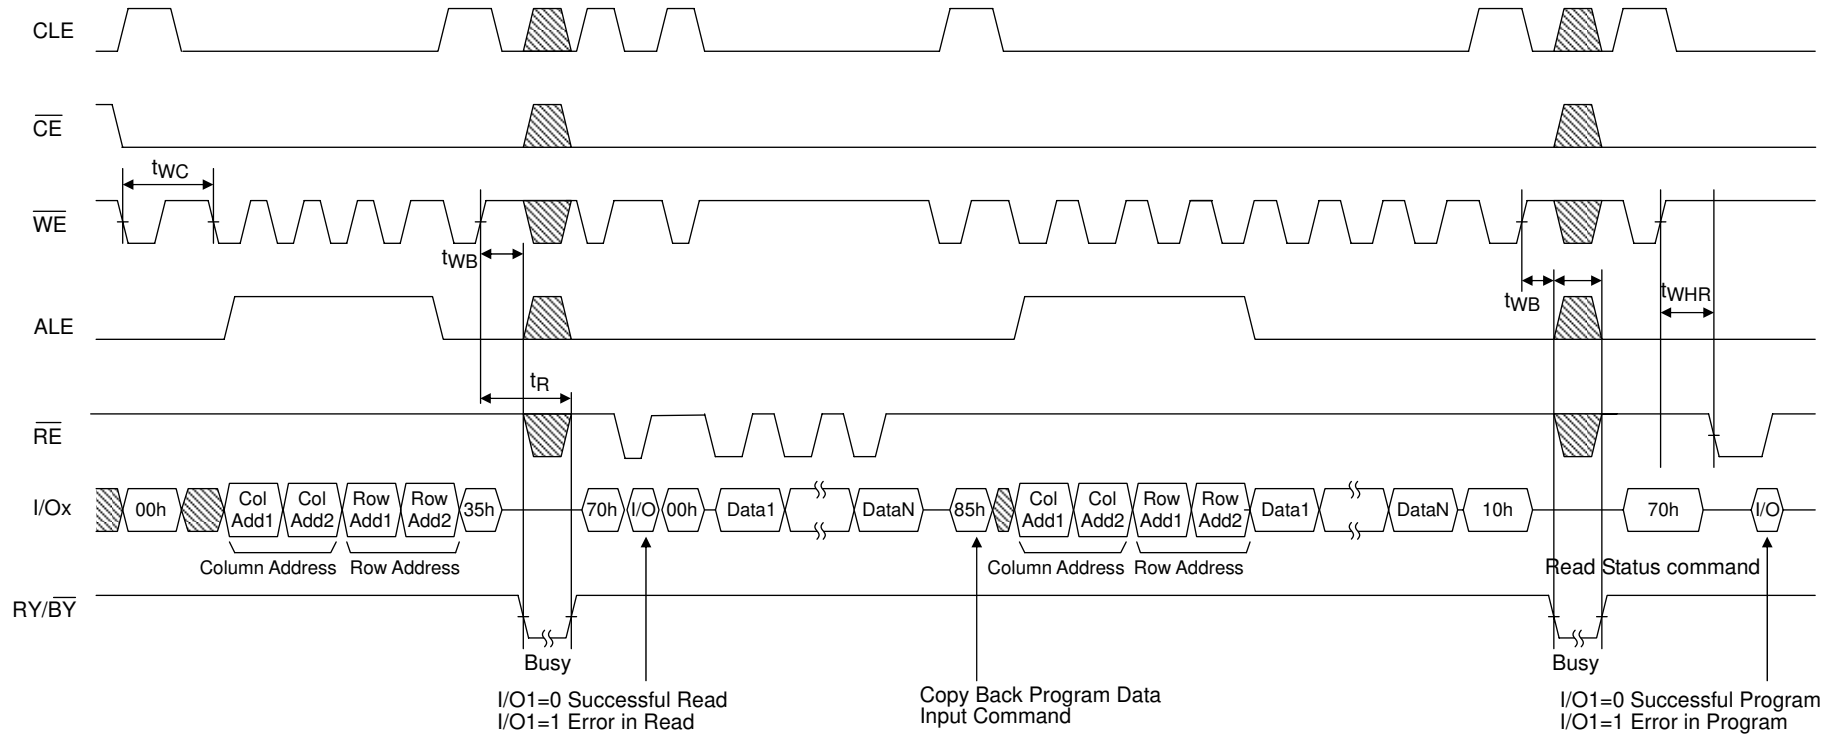 CLE
CE
tWC
WE
tWB
tWB
tWHR
ALE
tR
RE
I/Ox
00h
Col Add1
Col Add2
Row Add1
Row Add2
35h
70h
I/O
00h
Data1
DataN
85h
Col Add1
Col Add2
Row Add1
Row Add2
Data1
DataN
10h
70h
I/O
Column Address
Row Address
Column Address
Row Address
Read Status command
RY/BY
Busy
Busy
I/O1=0 Successful Read
I/O1=1 Error in Read
Copy Back Program Data
Input Command
I/O1=0 Successful Program
I/O1=1 Error in Program